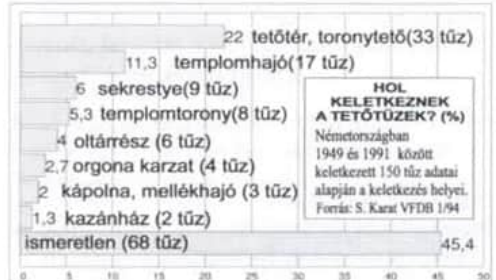 22 tetőtér, toronytető(33 tűz)
11,3 templomhajó(17 tűz)
6 sekrestye(9 tűz)
5,3 templomtorony(8 tűz)
4 oltárrész (6 tűz)
2,7 orgona karzat (4 tűz)
2 kápolna, mellékhajó (3 tűz)
1,3 kazánház (2 tűz)
ismeretlen (68 tűz) 45,4
HOL
KELETKEZNEK
A TETŐTÜZEK? (%)
Németországban
1949 és 1991 között
keletkezett 150 tűz adatai
alapján a keletkezés helyei.
Forrás: S. Karat VFDB 1/94
0 5 10 15 20 25 30 35 40 45 50